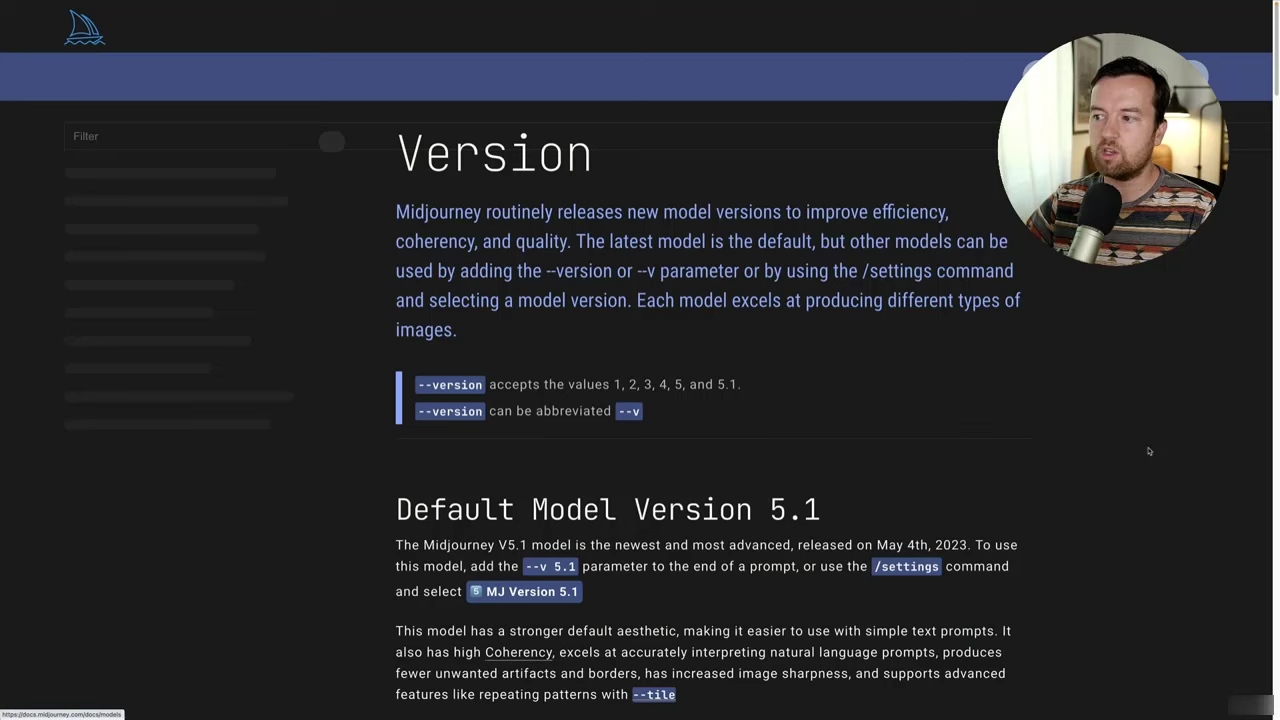 Filter
Version
Midjourney routinely releases new model versions to improve efficiency,
coherency, and quality. The latest model is the default, but other models can be
used by adding the --version or --v parameter or by using the /settings command
and selecting a model version. Each model excels at producing different types of
images.
--version accepts the values 1, 2, 3, 4, 5, and 5.1.
--version can be abbreviated --v
Default Model Version 5.1
The Midjourney V5.1 model is the newest and most advanced, released on May 4th, 2023. To use
this model, add the --v 5.1 parameter to the end of a prompt, or use the /settings command
and select 5️⃣ MJ Version 5.1
This model has a stronger default aesthetic, making it easier to use with simple text prompts. It
also has high Coherency, excels at accurately interpreting natural language prompts, produces
fewer unwanted artifacts and borders, has increased image sharpness, and supports advanced
features like repeating patterns with --tile
https://docs.midjourney.com/docs/models